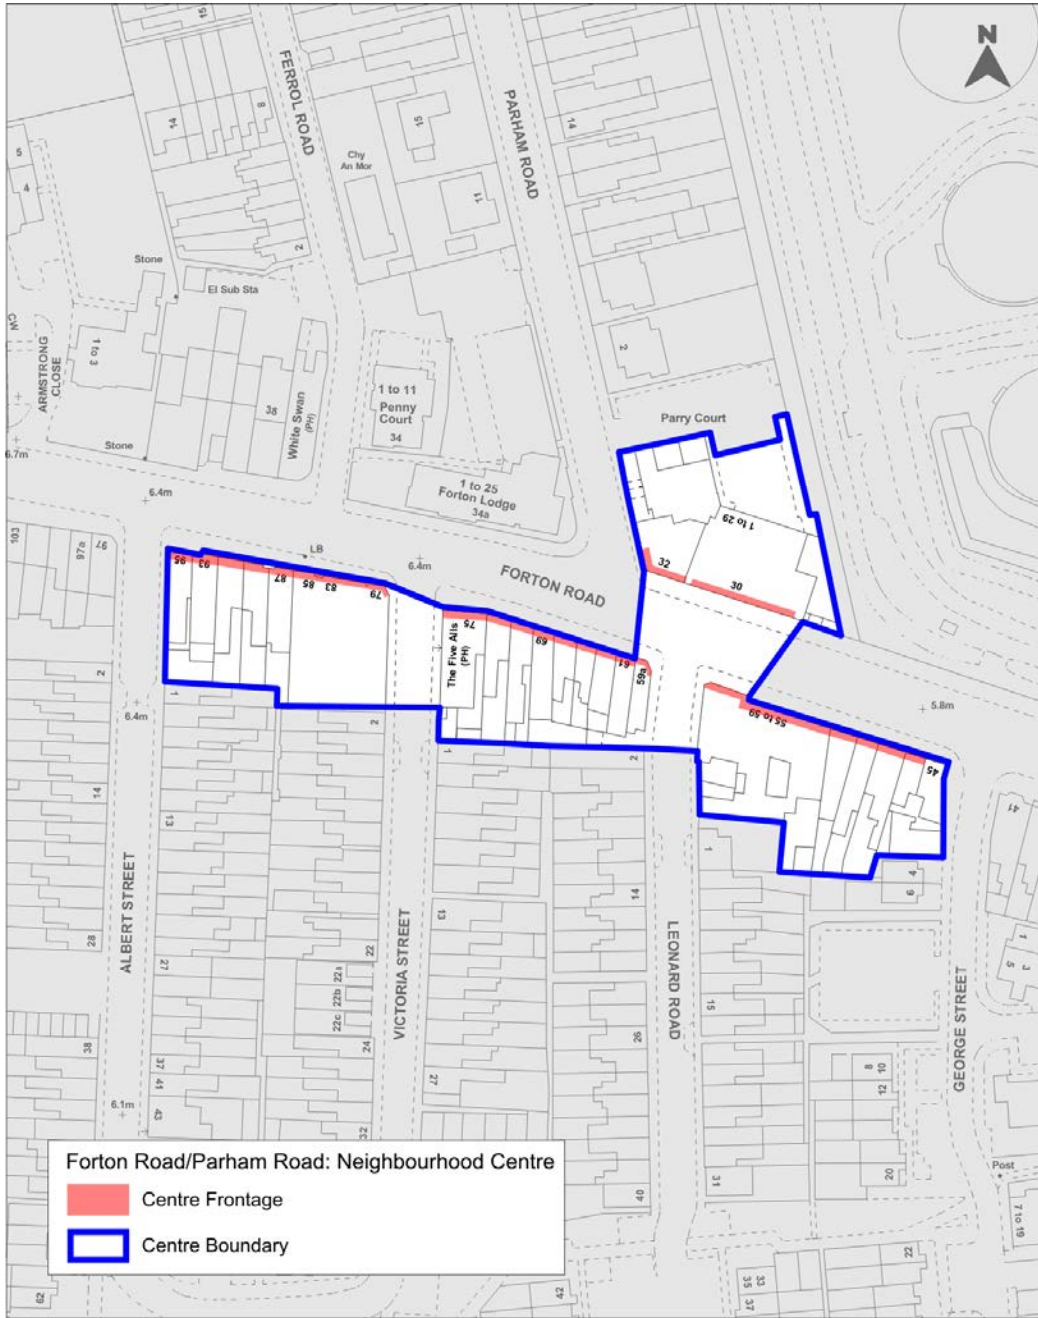 N
15
FERROL ROAD
PARHAM ROAD
8
14
15
14
Chy
An Mor
5
4
11
2
Stone
El Sub Sta
CW
ARMSTRONG
CLOSE
1 to 3
2
38
White Swan
(PH)
1 to 11
Penny
Court
34
Parry Court
Stone
6.7m
6.4m
1 to 25
Forton Lodge
34a
1 to 29
103
97a
97
LB
6.4m
FORTON ROAD
32
30
95
93
87
85
83
79
The Five Alls
(PH)
75
69
61
59a
55 to 59
45
5.8m
2
6.4m
1
2
1
2
41
14
13
1
4
6
14
13
ALBERT STREET
28
27
VICTORIA STREET
22
22a
22b
22c
24
LEONARD ROAD
15
1
3
5
GEORGE STREET
38
37
41
43
6.1m
26
27
32
8
10
12
20
31
40
Post
7 to 19
Forton Road/Parham Road: Neighbourhood Centre
Centre Frontage
Centre Boundary
62
42
35
33
37
22